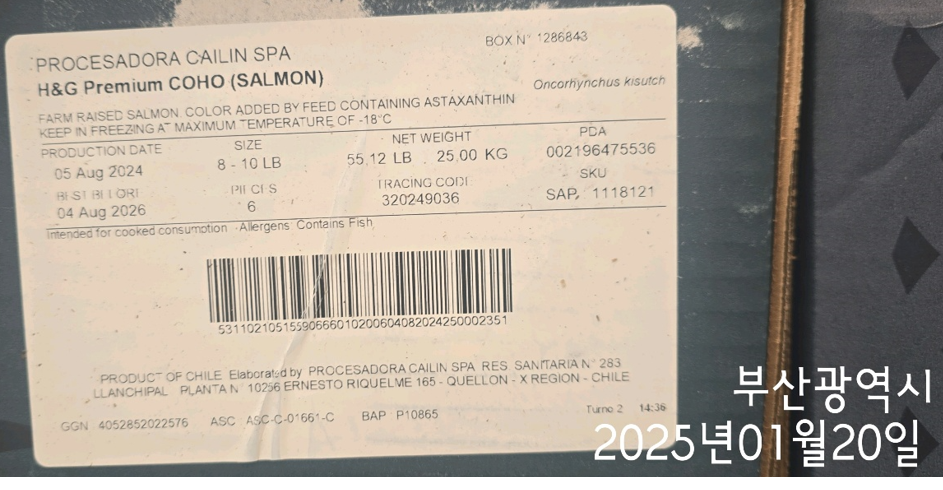 PROCESADORA CAILIN SPA
BOX N° 1286843
H&G Premium COHO (SALMON)
Oncorhynchus kisutch
FARM RAISED SALMON. COLOR ADDED BY FEED CONTAINING ASTAXANTHIN
KEEP IN FREEZING AT MAXIMUM TEMPERATURE OF -18°C
PRODUCTION DATE SIZE NET WEIGHT PDA
05 Aug 2024 8 - 10 LB 55.12 LB . 25.00 KG 002196475536
BEST BEFORE PIECES TRACING CODE SKU
04 Aug 2026 6 320249036 SAP, 1118121
Intended for cooked consumption Allergens: Contains Fish
53110210515590666010200604082024250002351
PRODUCT OF CHILE Elaborated by PROCESADORA CAILIN SPA RES. SANITARIA N° 283
LLANCHIPAL PLANTA N° 10256 ERNESTO RIQUELME 165 - QUELLON - X REGION - CHILE
GGN 4052852022576 ASC ASC-C-01661-C BAP P10865 Turno 2 14:36
부산광역시
2025년01월20일